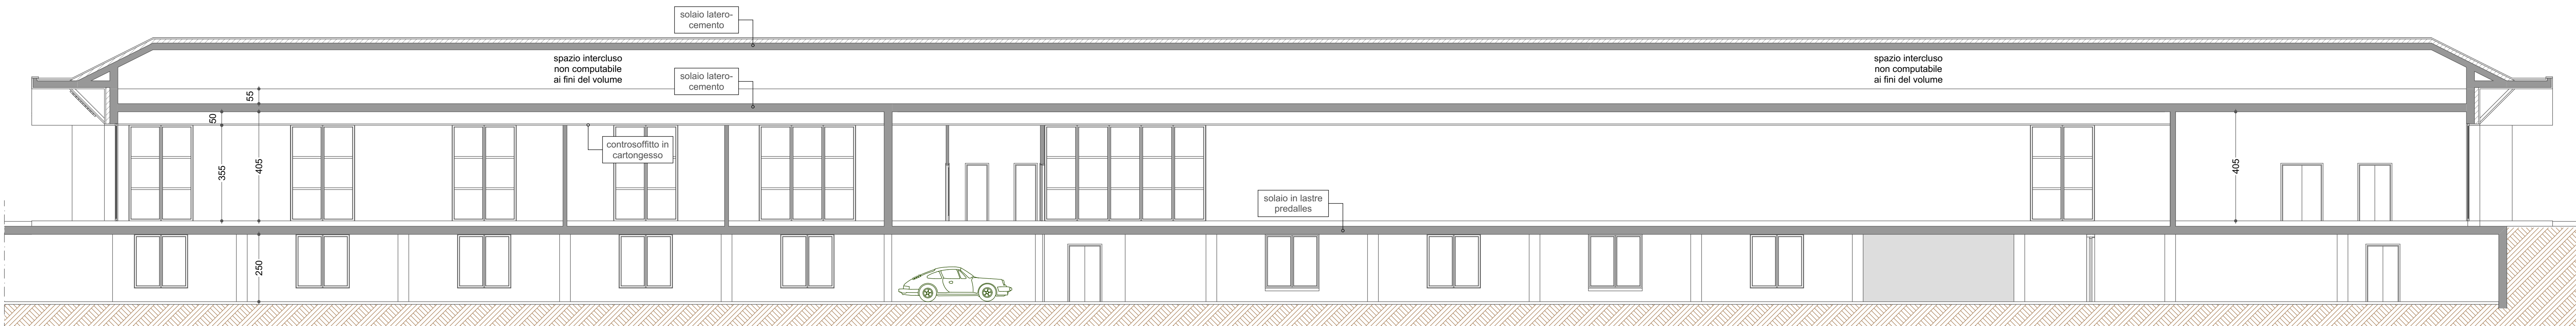 solaio latero-
cemento
spazio intercluso
non computabile
ai fini del volume
spazio intercluso
non computabile
ai fini del volume
solaio latero-
cemento
55
50
controsoffitto in
cartongesso
355
405
405
solaio in lastre
predalles
250